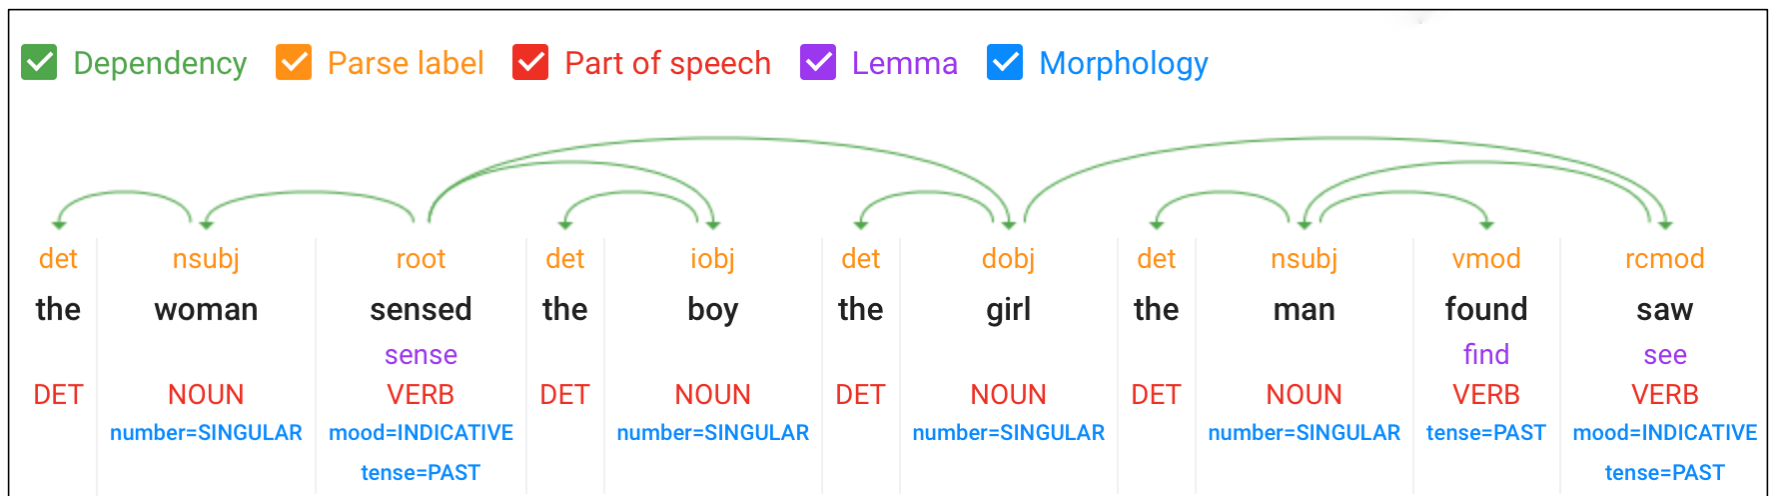 Dependency Parse label Part of speech Lemma Morphology
det nsubj root det iobj det dobj det nsubj vmod rcmod
the woman sensed the boy the girl the man found saw
sense find see
DET NOUN VERB DET NOUN DET NOUN DET NOUN VERB VERB
number=SINGULAR mood=INDICATIVE number=SINGULAR number=SINGULAR number=SINGULAR tense=PAST mood=INDICATIVE
tense=PAST tense=PAST